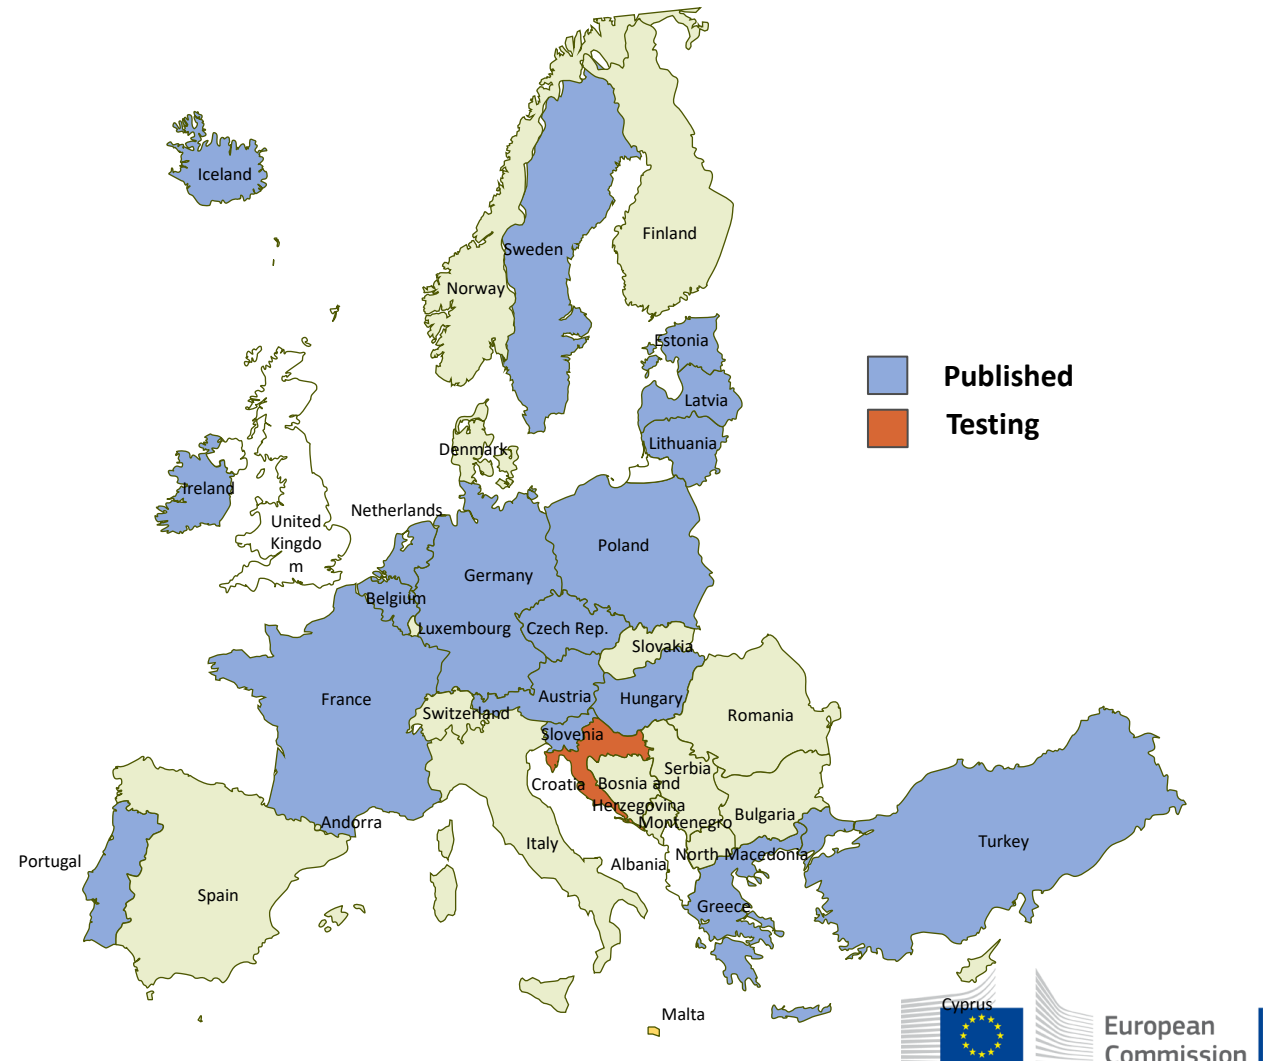 Iceland
Finland
Sweden
Norway
Estonia
Published
Latvia
Testing
Lithuania
Denmark
Ireland
Netherlands
United
Kingdo
m
Poland
Germany
Belgium
Luxembourg
Czech Rep.
Slovakia
Austria
Hungary
France
Switzerland
Romania
Slovenia
Serbia
Croatia
Bosnia and
Herzegovina
Bulgaria
Andorra
Montenegro
Italy
Turkey
North Macedonia
Portugal
Albania
Spain
Greece
Cyprus
Malta
European
Commission